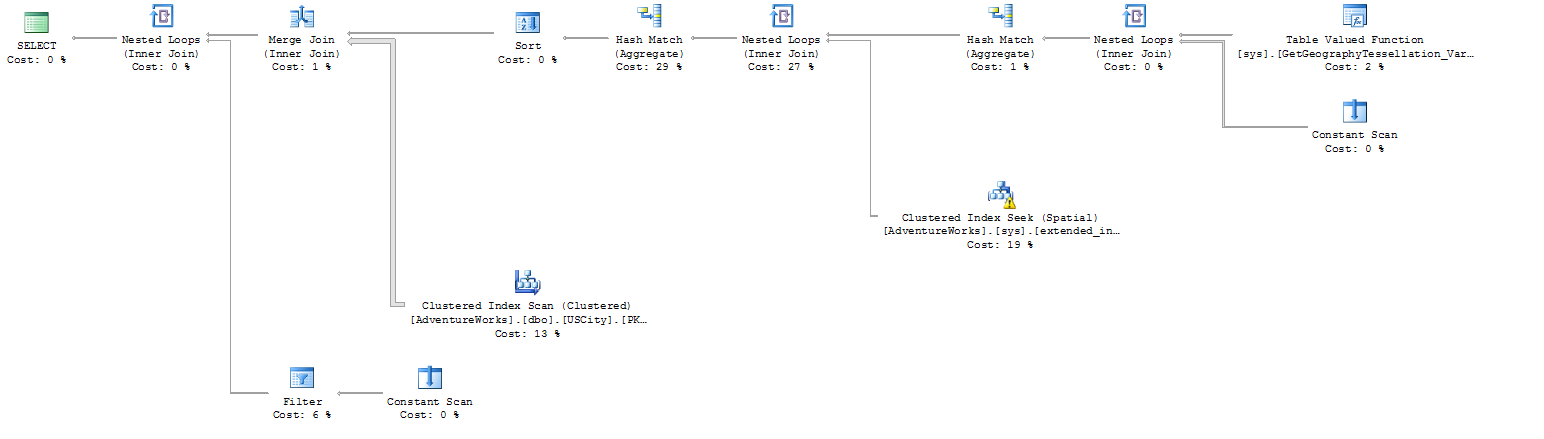 SELECT
Cost: 0 %
Nested Loops
(Inner Join)
Cost: 0 %
Merge Join
(Inner Join)
Cost: 1 %
Sort
Cost: 0 %
Hash Match
(Aggregate)
Cost: 29 %
Nested Loops
(Inner Join)
Cost: 27 %
Hash Match
(Aggregate)
Cost: 1 %
Nested Loops
(Inner Join)
Cost: 0 %
Table Valued Function
[sys].[GetGeographyTessellation_Var…
Cost: 2 %
Constant Scan
Cost: 0 %
Clustered Index Seek (Spatial)
[AdventureWorks].[sys].[extended_in…
Cost: 19 %
Clustered Index Scan (Clustered)
[AdventureWorks].[dbo].[USCity].[PK…
Cost: 13 %
Filter
Cost: 6 %
Constant Scan
Cost: 0 %